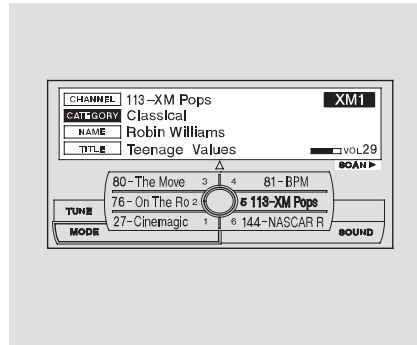 CHANNEL 113-XM Pops XM1
CATEGORY Classical
NAME Robin Williams
TITLE Teenage Values VOL29
SCAN
80-The Move 3 4 81-BPM
TUNE 76-On The Ro 2 5 113-XM Pops
27-Cinemagic 1 6 144-NASCAR R
MODE SOUND